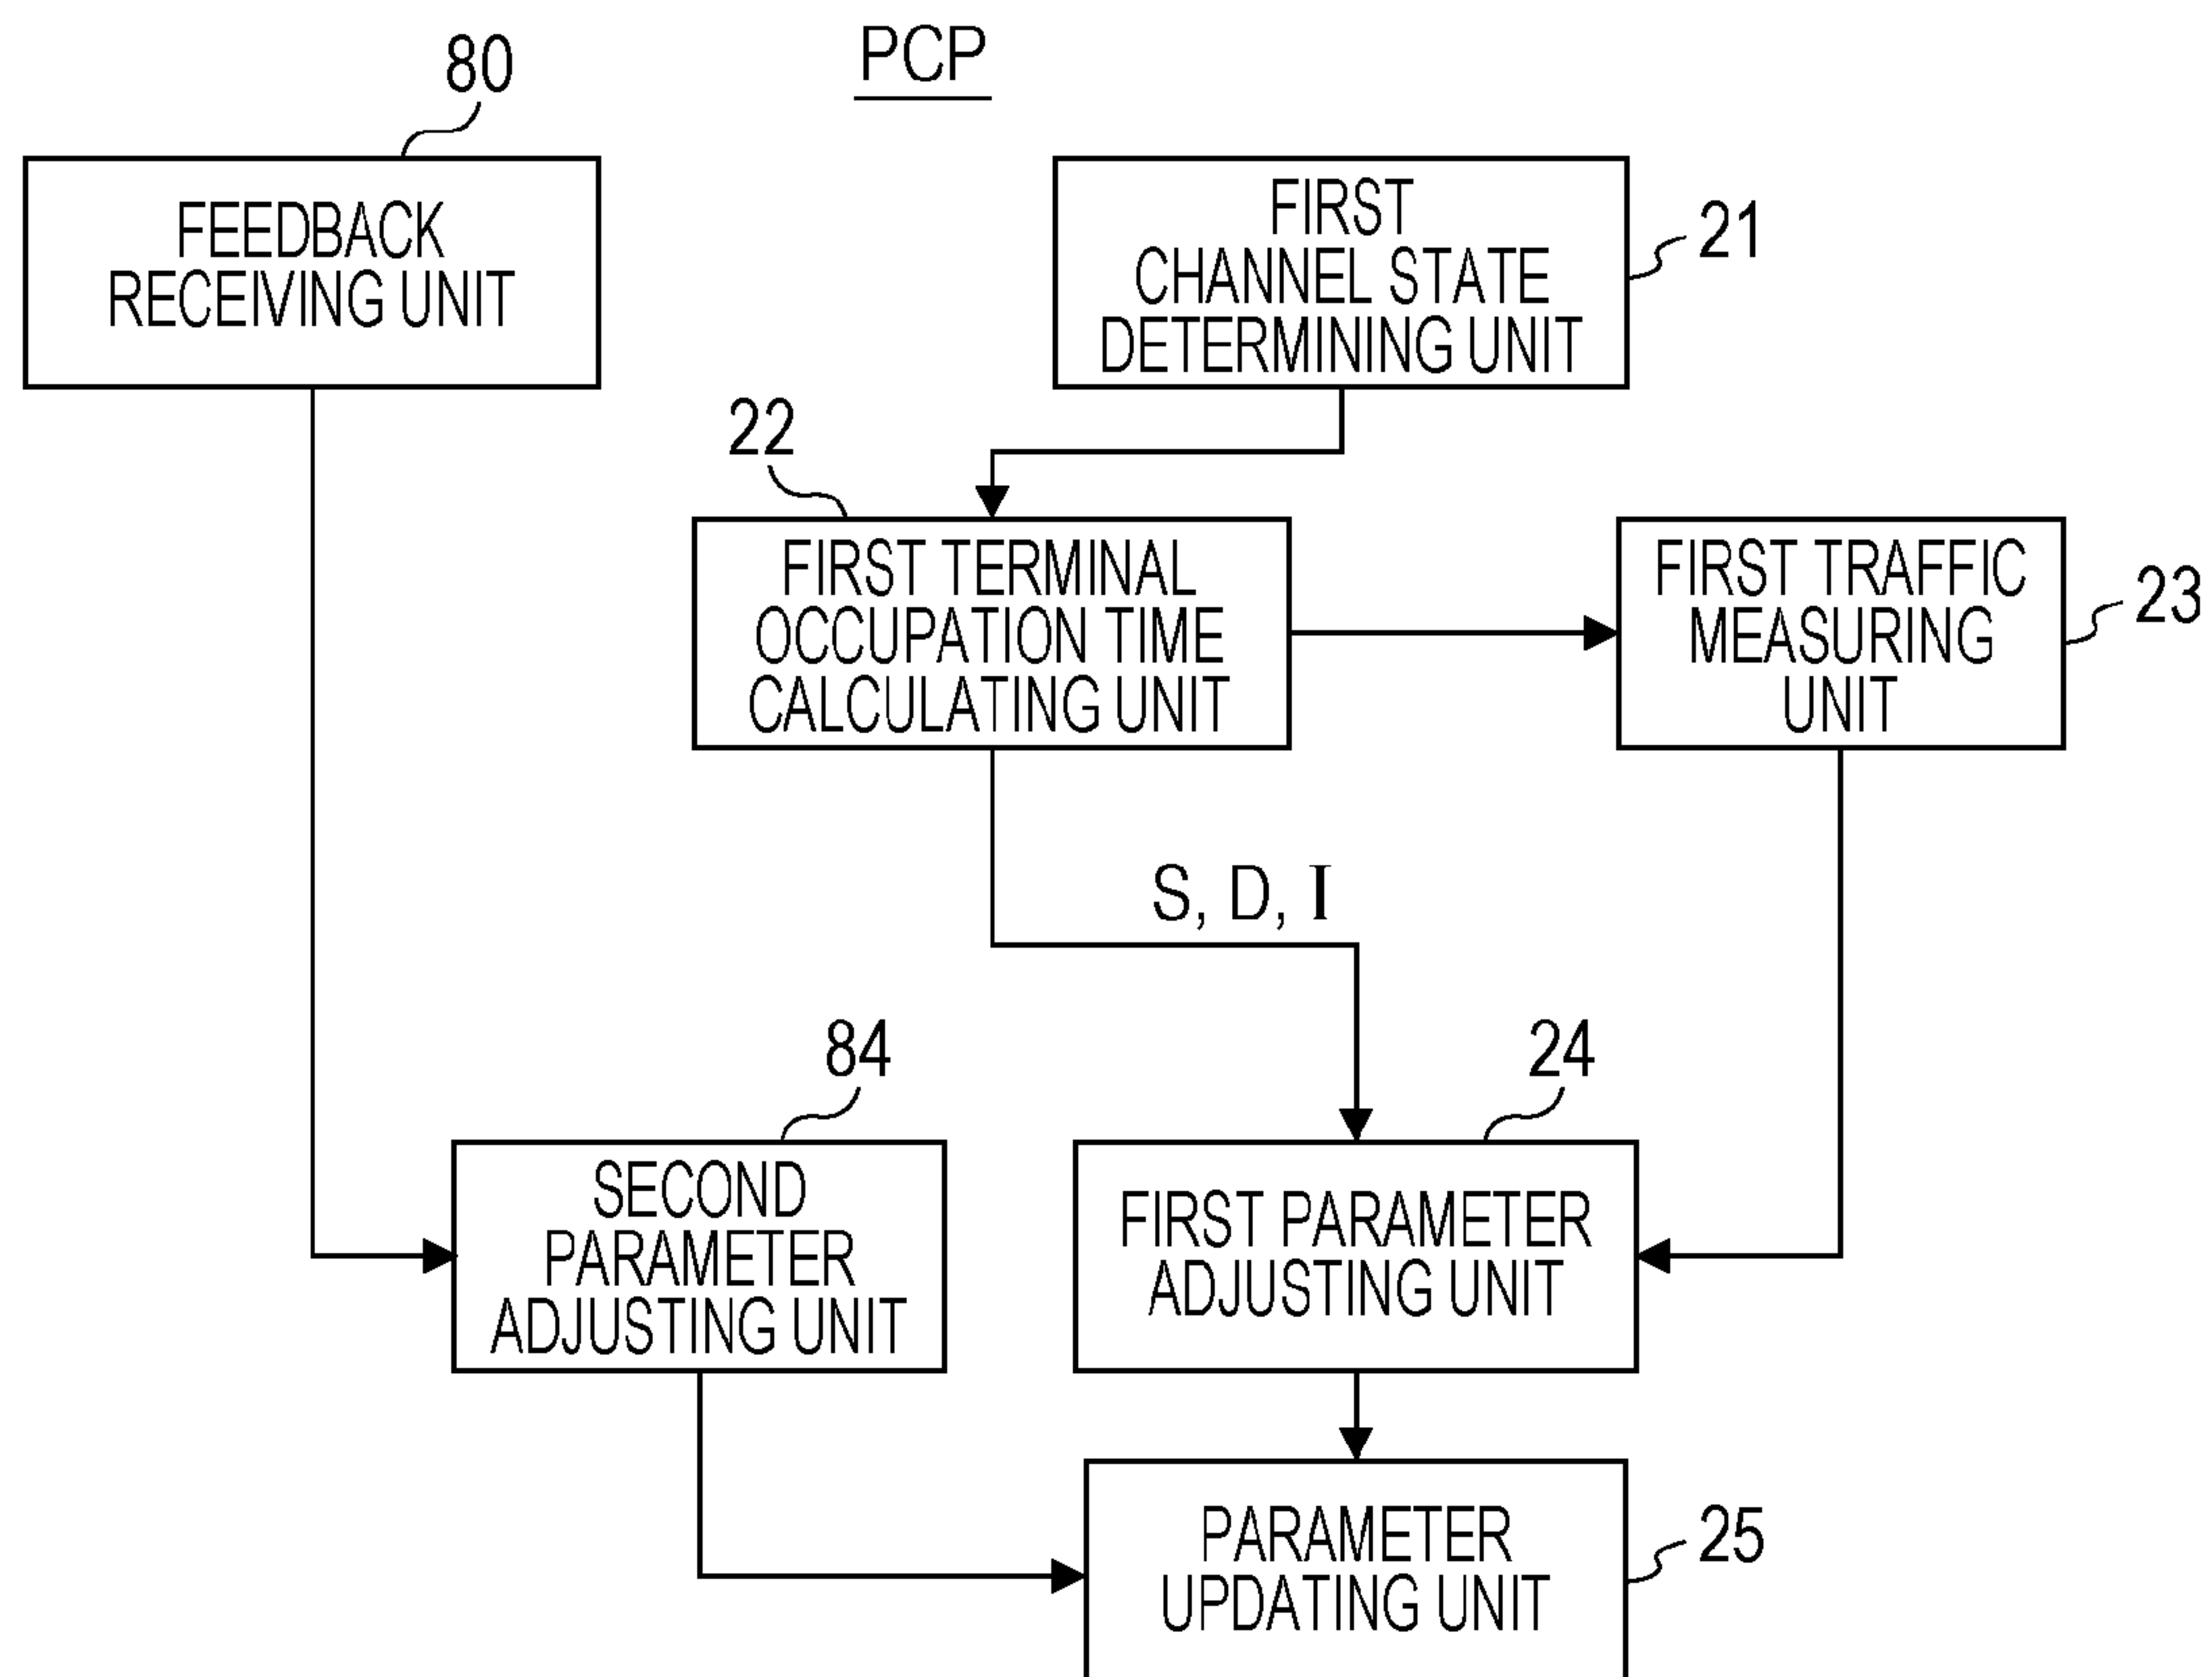 PCP
80
FEEDBACK
RECEIVING UNIT
FIRST
CHANNEL STATE
DETERMINING UNIT
21
22
FIRST TERMINAL
OCCUPATION TIME
CALCULATING UNIT
FIRST TRAFFIC
MEASURING
UNIT
23
S, D, I
84
SECOND
PARAMETER
ADJUSTING UNIT
24
FIRST PARAMETER
ADJUSTING UNIT
PARAMETER
UPDATING UNIT
25